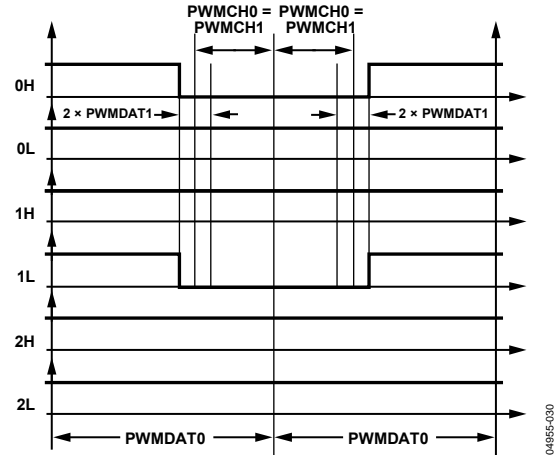 PWMCH0 = PWMCH0 =
PWMCH1 PWMCH1
0H
2 × PWMDAT1 2 × PWMDAT1
0L
1H
1L
2H
2L
PWMDAT0 PWMDAT0
04955-030